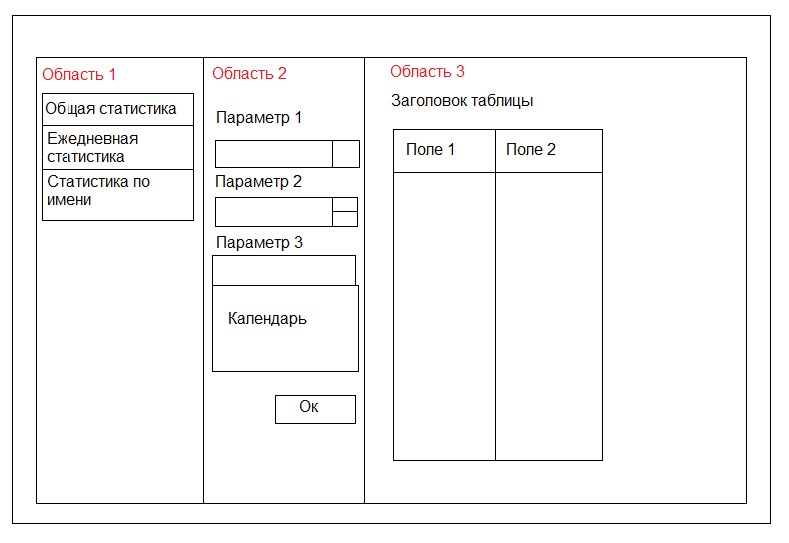 Область 1
Общая статистика
Ежедневная
статистика
Статистика по
имени
Область 2
Параметр 1
Параметр 2
Параметр 3
Календарь
Ок
Область 3
Заголовок таблицы
Поле 1
Поле 2